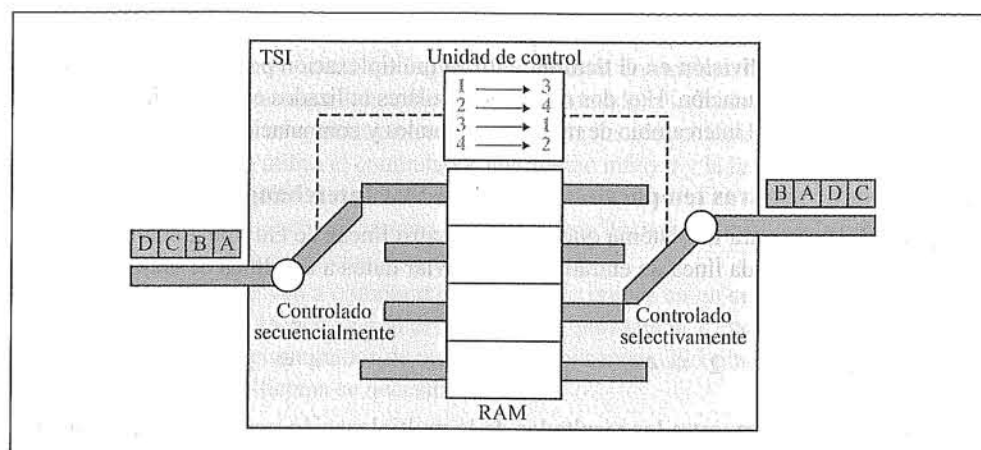 TSI
Unidad de control
1 → 3
2 → 4
3 → 1
4 → 2
D C B A
B A D C
Controlado
secuencialmente
Controlado
selectivamente
RAM